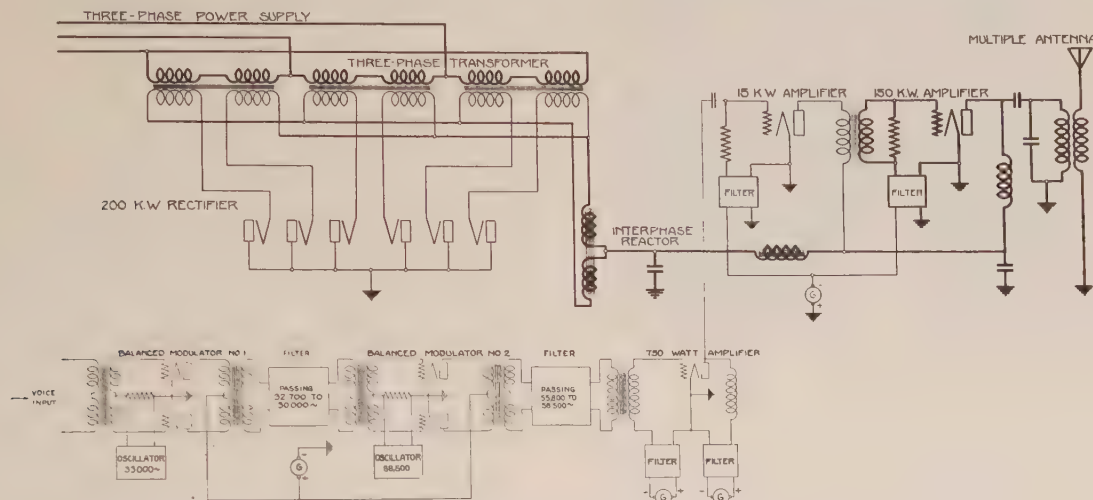 THREE-PHASE POWER SUPPLY
THREE-PHASE TRANSFORMER
MULTIPLE ANTENNA
15 K.W AMPLIFIER
150 K.W. AMPLIFIER
FILTER
FILTER
200 K.W RECTIFIER
INTERPHASE
REACTOR
G
-
+
BALANCED MODULATOR NO 1
FILTER
BALANCED MODULATOR NO 2
FILTER
750 WATT AMPLIFIER
VOICE
INPUT
PASSING
32 700 TO
30 000~
PASSING
55,800 TO
58,500~
OSCILLATOR
33000~
G
-
+
OSCILLATOR
88,500
FILTER
FILTER
- G +
- G +